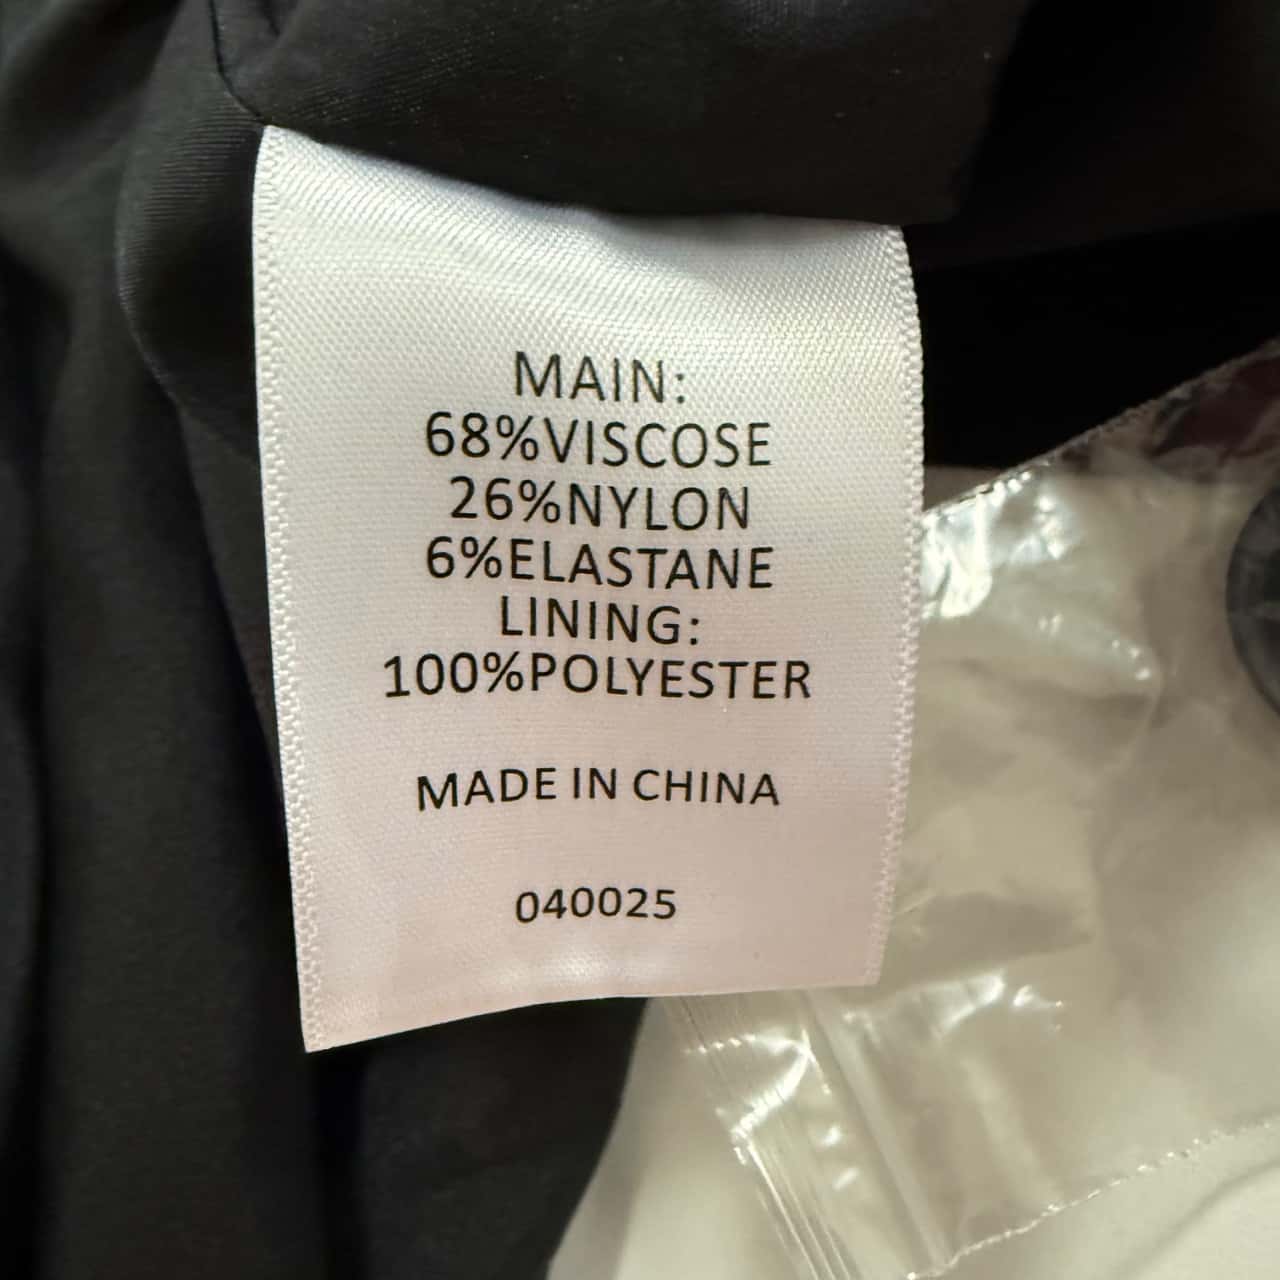 MAIN:
68%VISCOSE
26%NYLON
6%ELASTANE
LINING:
100%POLYESTER
MADE IN CHINA
040025